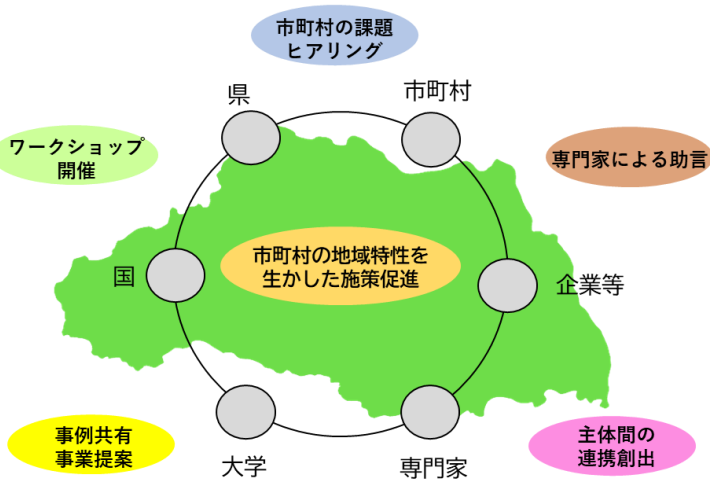 市町村の課題
ヒアリング
県
市町村
ワークショップ
開催
専門家による助言
市町村の地域特性を
生かした施策促進
国
企業等
事例共有
事業提案
主体間の
連携創出
大学
専門家